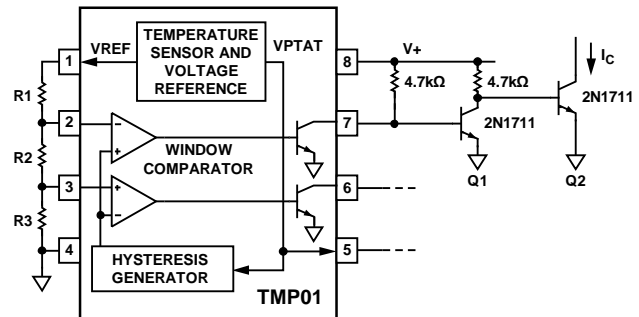 1
VREF
TEMPERATURE
SENSOR AND
VOLTAGE
REFERENCE
VPTAT
8
V+
R1
4.7kΩ
4.7kΩ
IC
2N1711
2
–
+
7
2N1711
WINDOW
COMPARATOR
R2
Q1
Q2
3
+
–
6
R3
4
HYSTERESIS
GENERATOR
5
TMP01